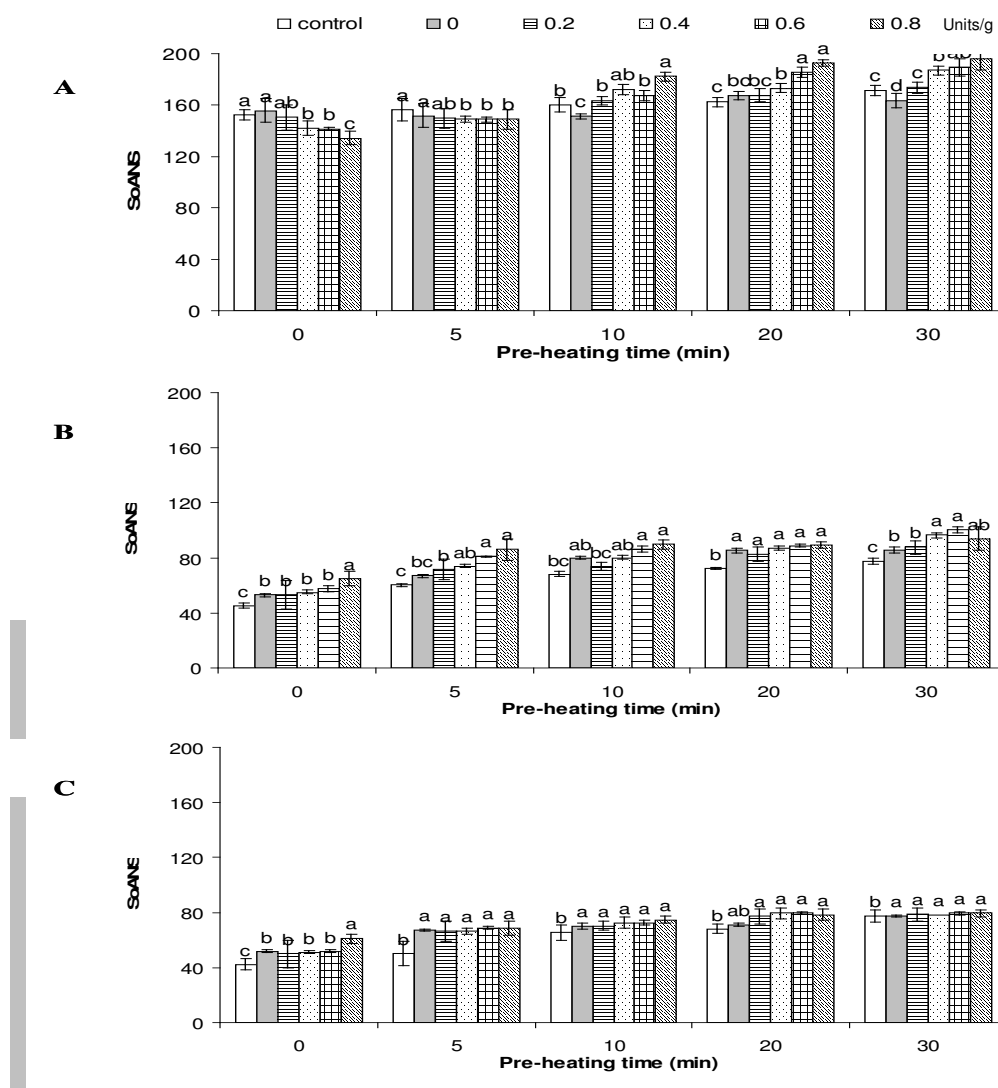 control 0 0.2 0.4 0.6 0.8 Units/g
A
SoANS
200
160
120
80
40
0
a a ab b b c
a a ab b b b
b c b ab b a
c bc bc b a a
c d c b ab
0 5 10 20 30
Pre-heating time (min)
B
SoANS
200
160
120
80
40
0
c b b b b a
c bc b ab a a
bc ab bc ab a a
b a a a a a
c b b a a ab
0 5 10 20 30
Pre-heating time (min)
C
SoANS
200
160
120
80
40
0
c b b b b a
b a a a a a
b a a a a a
b ab a a a a
b a a a a a
0 5 10 20 30
Pre-heating time (min)